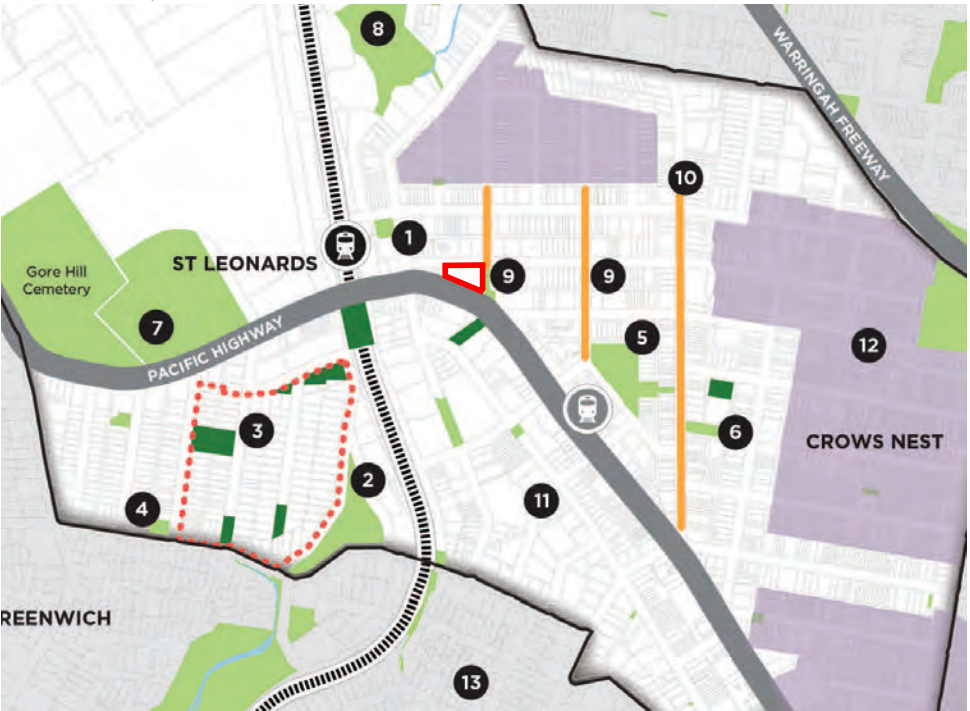 8
WARRINGAH FREEWAY
10
1
ST LEONARDS
Gore Hill
Cemetery
9
9
7
PACIFIC HIGHWAY
5
12
3
6
CROWS NEST
2
11
4
REENWICH
13